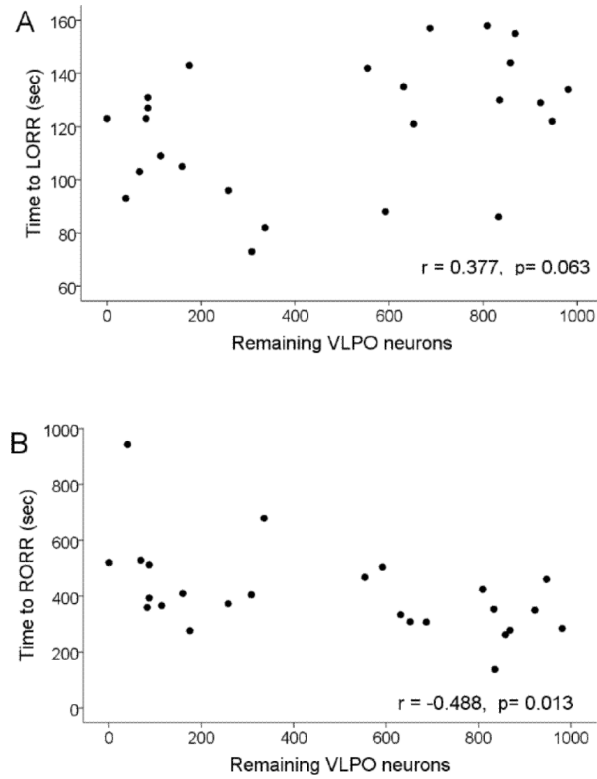 A
Time to LORR (sec)
160
140
120
100
80
60
r = 0.377, p= 0.063
0 200 400 600 800 1000
Remaining VLPO neurons
B
Time to RORR (sec)
1000
800
600
400
200
0
r = -0.488, p= 0.013
0 200 400 600 800 1000
Remaining VLPO neurons